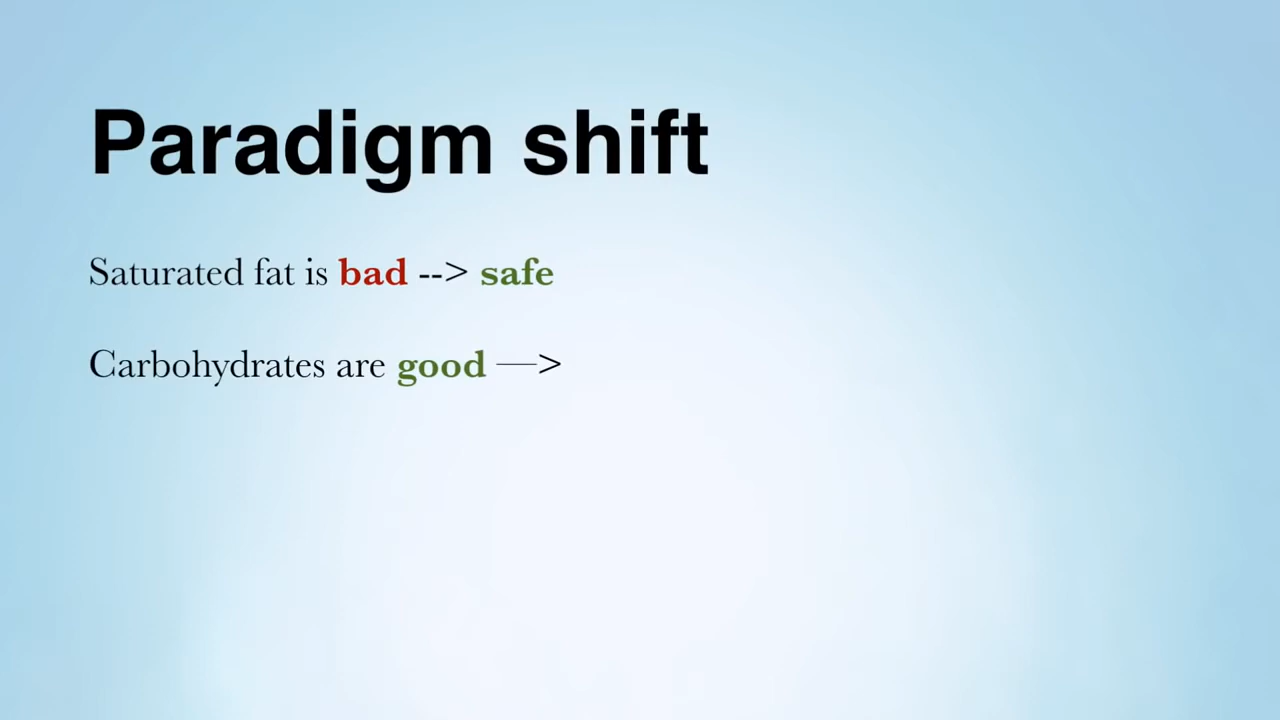 Paradigm shift
Saturated fat is bad --> safe
Carbohydrates are good —>